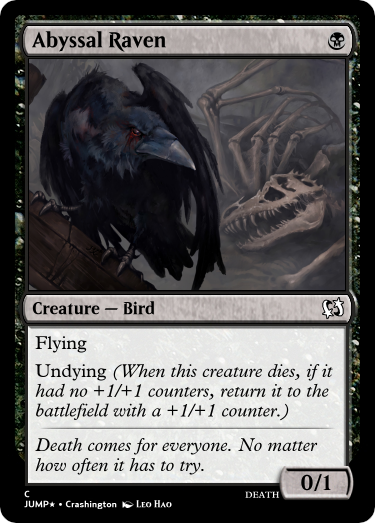 Abyssal Raven
Creature — Bird
Flying
Undying (When this creature dies, if it
had no +1/+1 counters, return it to the
battlefield with a +1/+1 counter.)
Death comes for everyone. No matter
how often it has to try.
0/1
C
DEATH
JUMP★ • Crashington Leo Hao